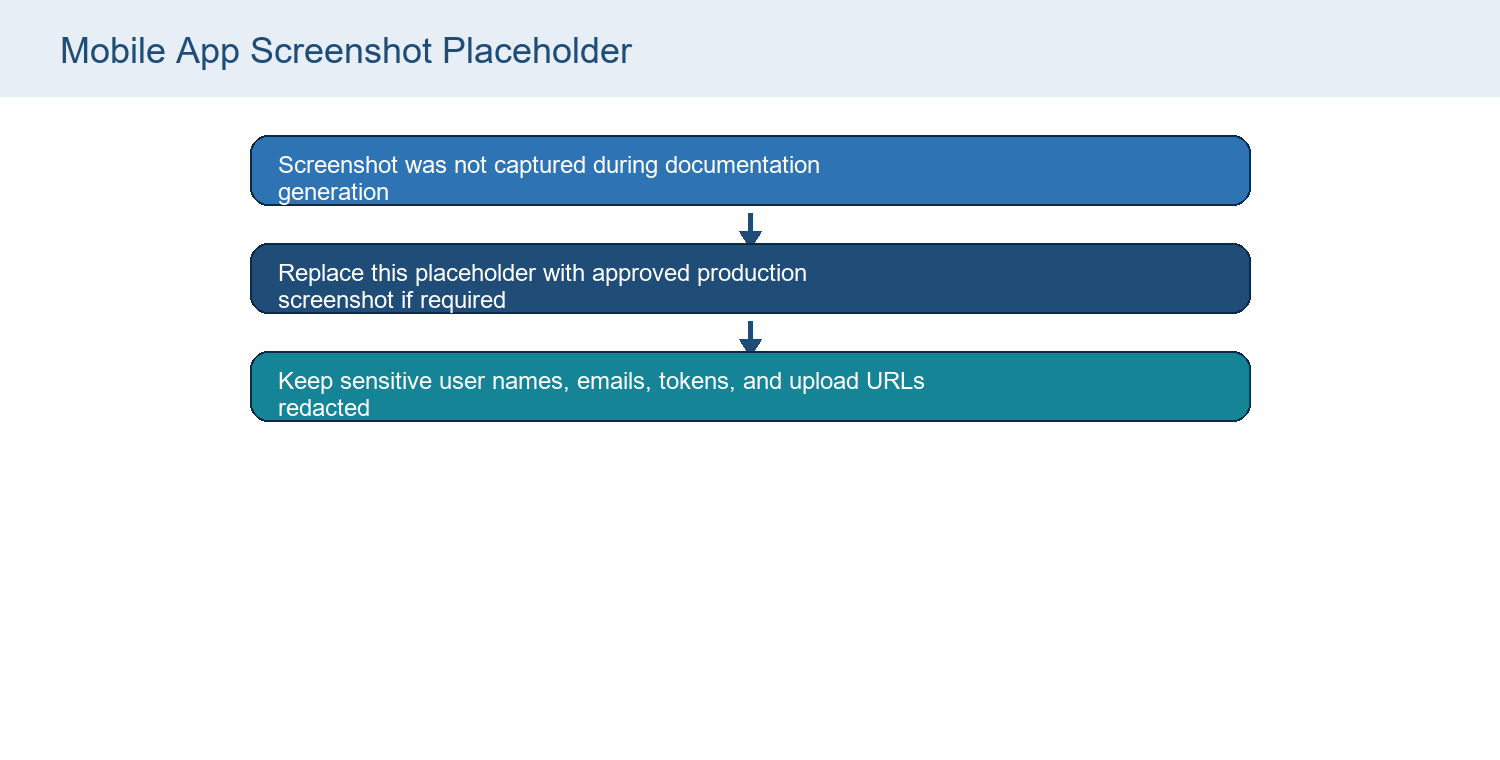 Mobile App Screenshot Placeholder
Screenshot was not captured during documentation
generation
Replace this placeholder with approved production
screenshot if required
Keep sensitive user names, emails, tokens, and upload URLs
redacted